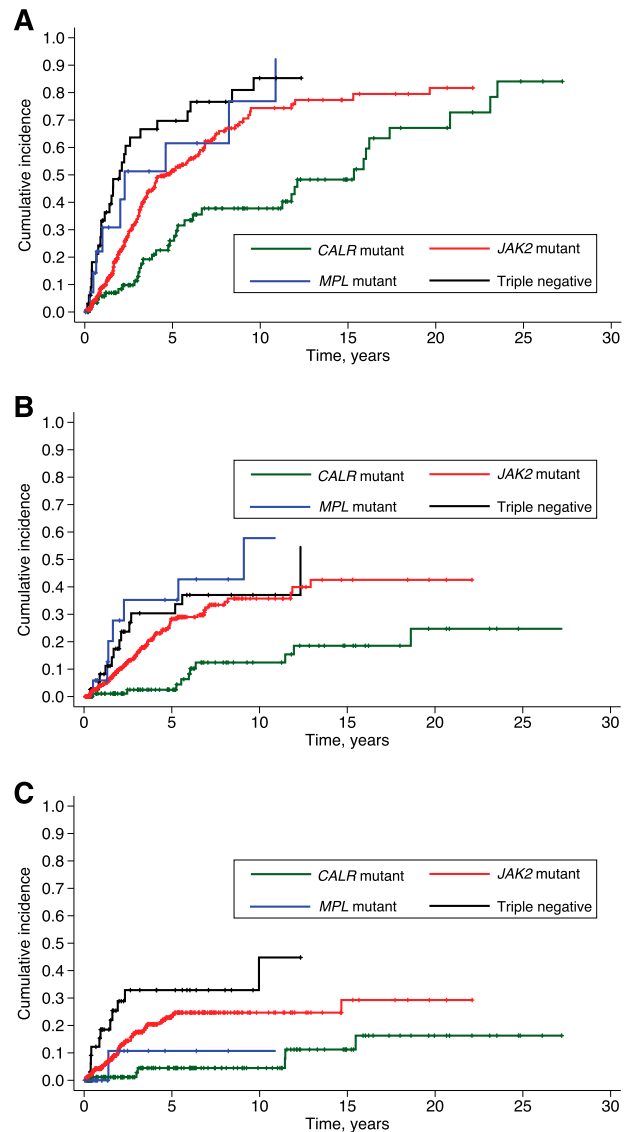 A
1.0
0.9
0.8
0.7
0.6
0.5
0.4
0.3
0.2
0.1
0.0
Cumulative incidence
CALR mutant JAK2 mutant
MPL mutant Triple negative
0 5 10 15 20 25 30
Time, years
B
1.0
0.9
0.8
0.7
0.6
0.5
0.4
0.3
0.2
0.1
0.0
Cumulative incidence
CALR mutant JAK2 mutant
MPL mutant Triple negative
0 5 10 15 20 25 30
Time, years
C
1.0
0.9
0.8
0.7
0.6
0.5
0.4
0.3
0.2
0.1
0.0
Cumulative incidence
CALR mutant JAK2 mutant
MPL mutant Triple negative
0 5 10 15 20 25 30
Time, years